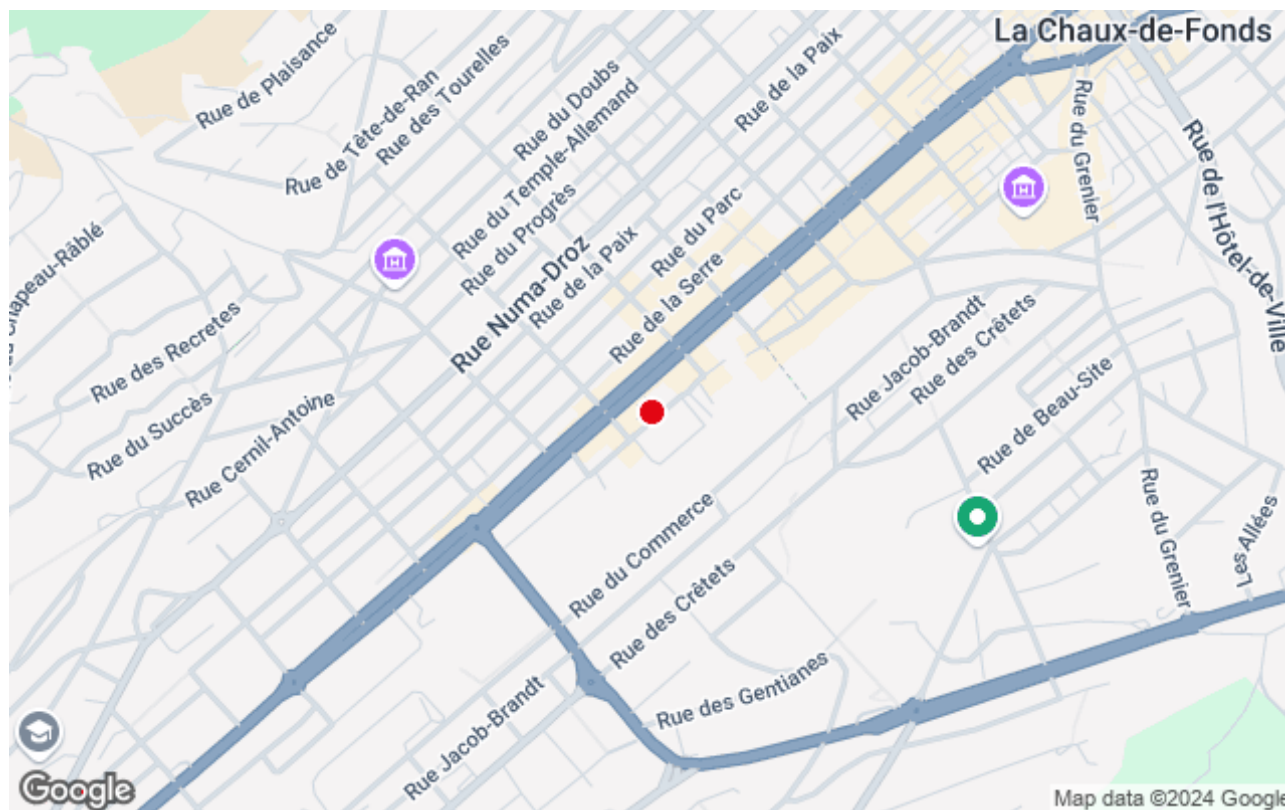 La Chaux-de-Fonds
Rue de Plaisance
Rue de Tête-de-Ran
Rue des Tourelles
Rue du Doubs
Rue du Temple-Allemand
Rue du Progrès
Rue de la Paix
Rue du Grenier
Rue de l'Hôtel-de-Ville
Chapeau-Râblé
Rue des Recretes
Rue du Succès
Rue Cernil-Antoine
Rue Numa-Droz
Rue de la Paix
Rue du Parc
Rue de la Serre
Rue Jacob-Brandt
Rue des Crêtets
Rue de Beau-Site
Rue du Grenier
Les Allées
Rue du Commerce
Rue des Crêtets
Rue des Gentianes
Rue Jacob-Brandt
Google
Map data ©2024 Google